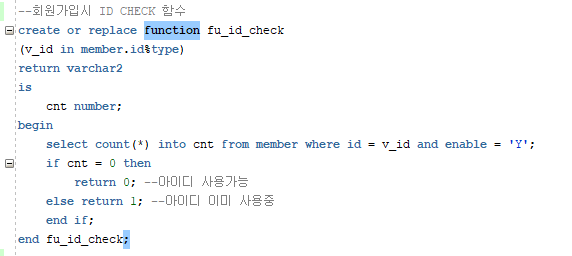 --회원가입시 ID CHECK 함수
create or replace function fu_id_check
(v_id in member.id%type)
return varchar2
is
    cnt number;
begin
    select count(*) into cnt from member where id = v_id and enable = 'Y';
    if cnt = 0 then
        return 0; --아이디 사용가능
    else return 1; --아이디 이미 사용중
    end if;
end fu_id_check;